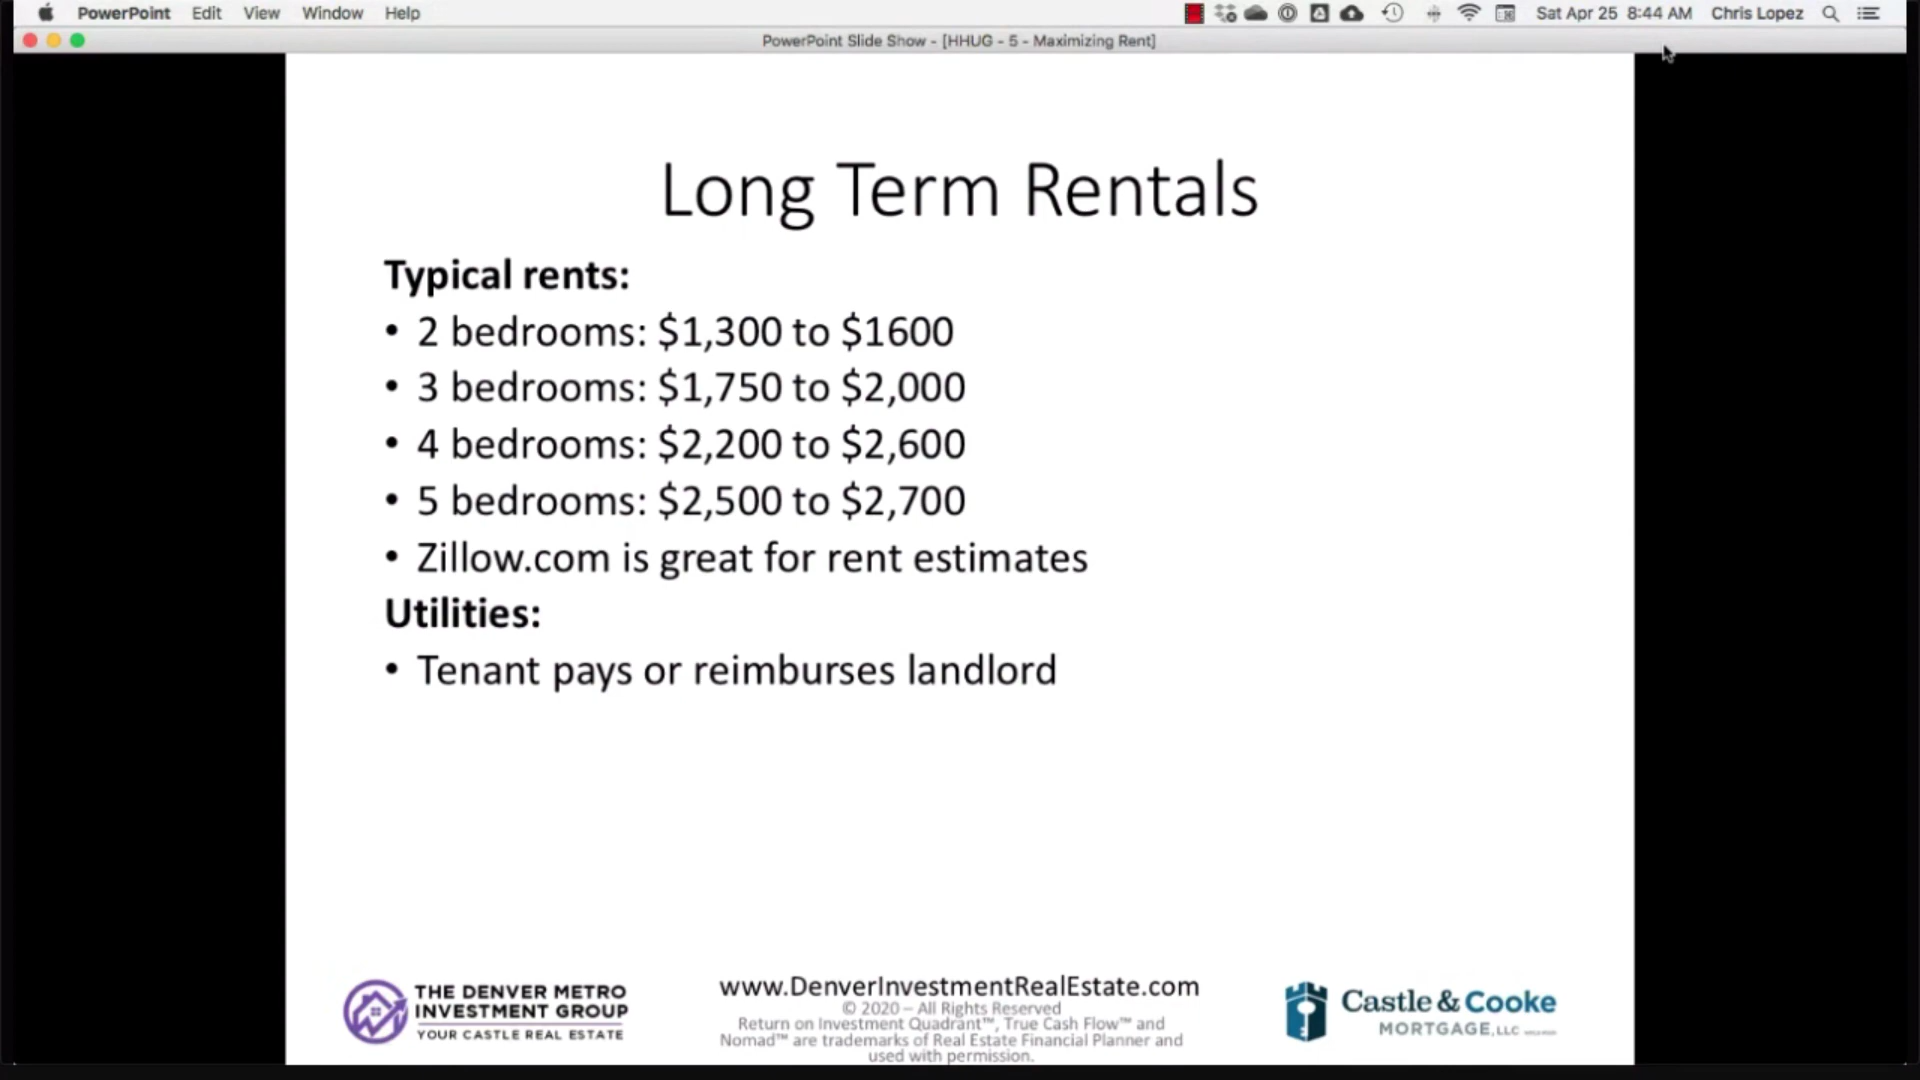 PowerPoint Edit View Window Help Sat Apr 25 8:44 AM Chris Lopez
PowerPoint Slide Show - [HHUG - 5 - Maximizing Rent]
Long Term Rentals
Typical rents:
• 2 bedrooms: $1,300 to $1600
• 3 bedrooms: $1,750 to $2,000
• 4 bedrooms: $2,200 to $2,600
• 5 bedrooms: $2,500 to $2,700
• Zillow.com is great for rent estimates
Utilities:
• Tenant pays or reimburses landlord
THE DENVER METRO
INVESTMENT GROUP
YOUR CASTLE REAL ESTATE
www.DenverInvestmentRealEstate.com
© 2020 – All Rights Reserved
Return on Investment Quadrant™, True Cash Flow™ and
Nomad™ are trademarks of Real Estate Financial Planner and
used with permission.
Castle & Cooke
MORTGAGE, LLC